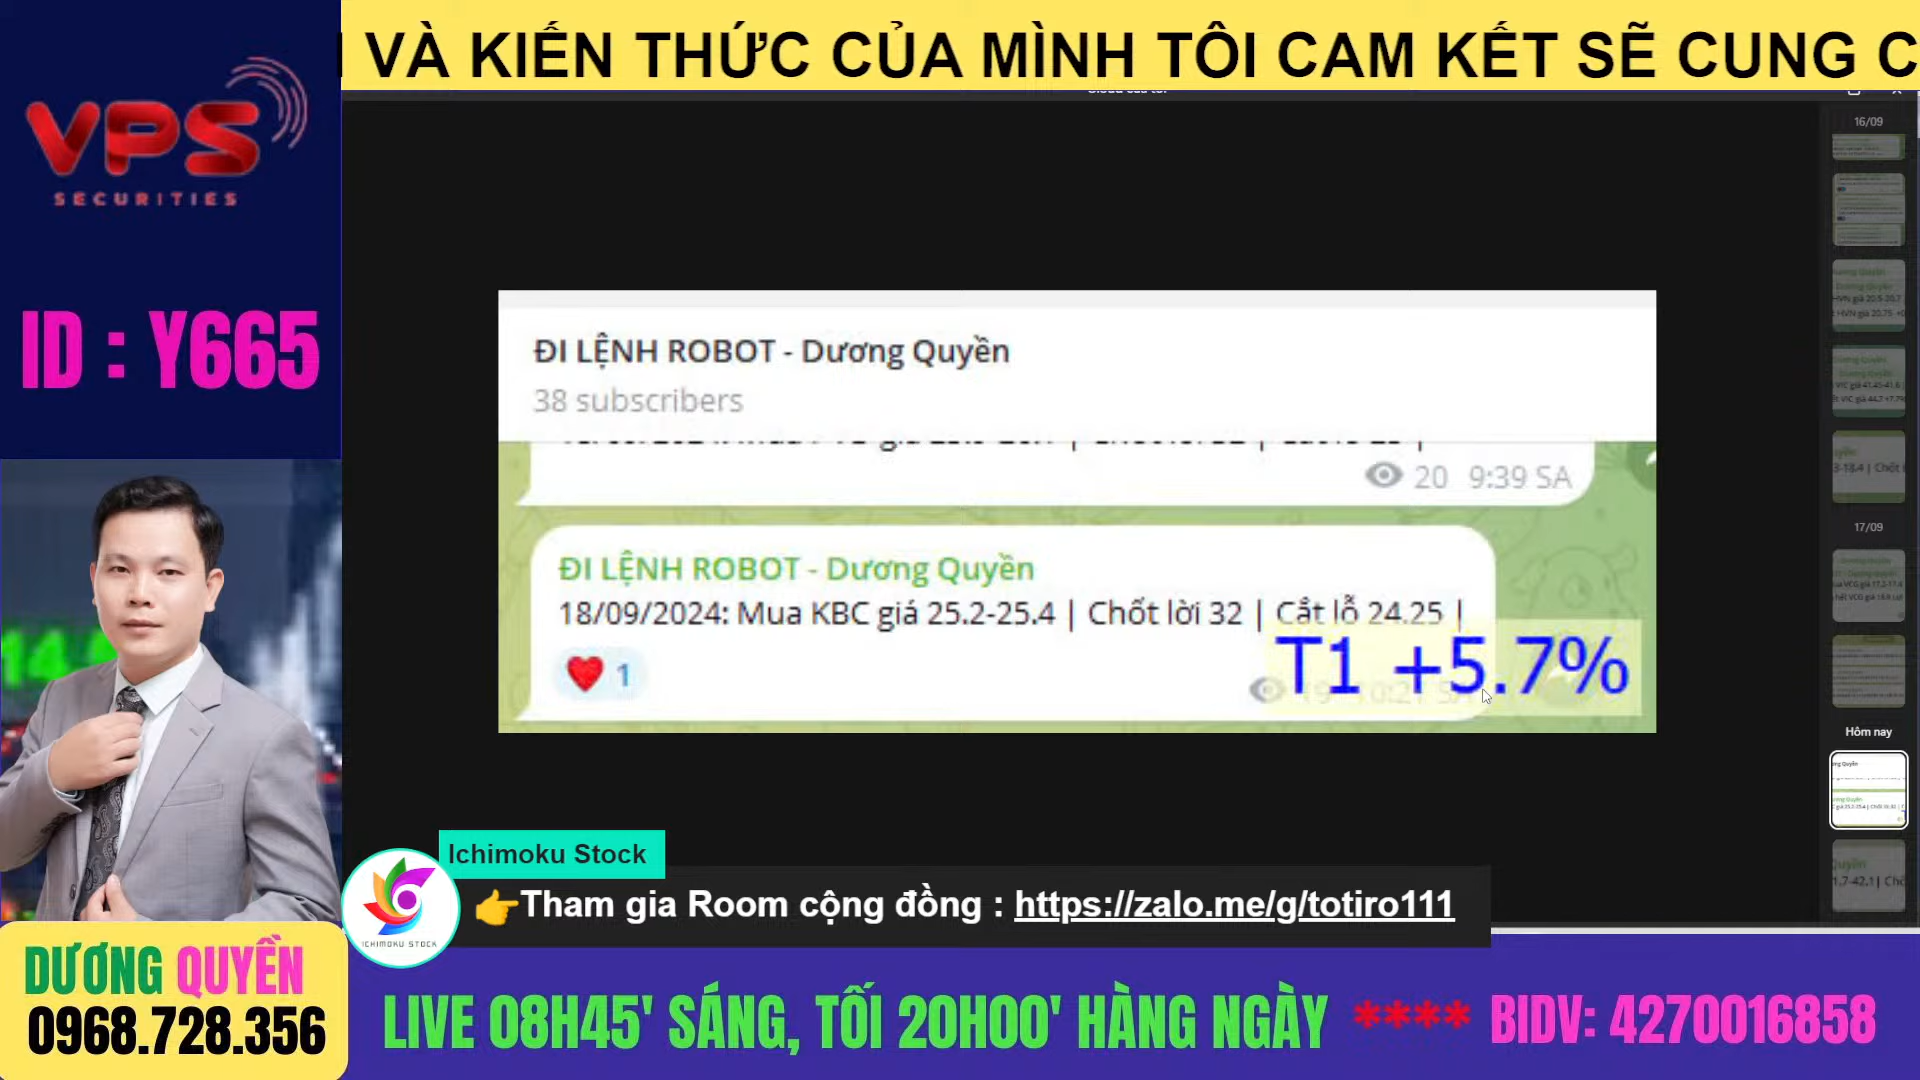 VÀ KIẾN THỨC CỦA MÌNH TÔI CAM KẾT SẼ CUNG C
VPS
SECURITIES
ID : Y665
16/09
ĐI LỆNH ROBOT - Dương Quyền
38 subscribers
20 9:39 SA
ĐI LỆNH ROBOT - Dương Quyền
18/09/2024: Mua KBC giá 25.2-25.4 | Chốt lời 32 | Cắt lỗ 24.25 |
1
T1 +5.7%
17/09
Hôm nay
Ichimoku Stock
👉Tham gia Room cộng đồng : https://zalo.me/g/totiro111
ICHIMOKU STOCK
DƯƠNG QUYỀN
0968.728.356
LIVE 08H45' SÁNG, TỐI 20H00' HÀNG NGÀY **** BIDV: 4270016858